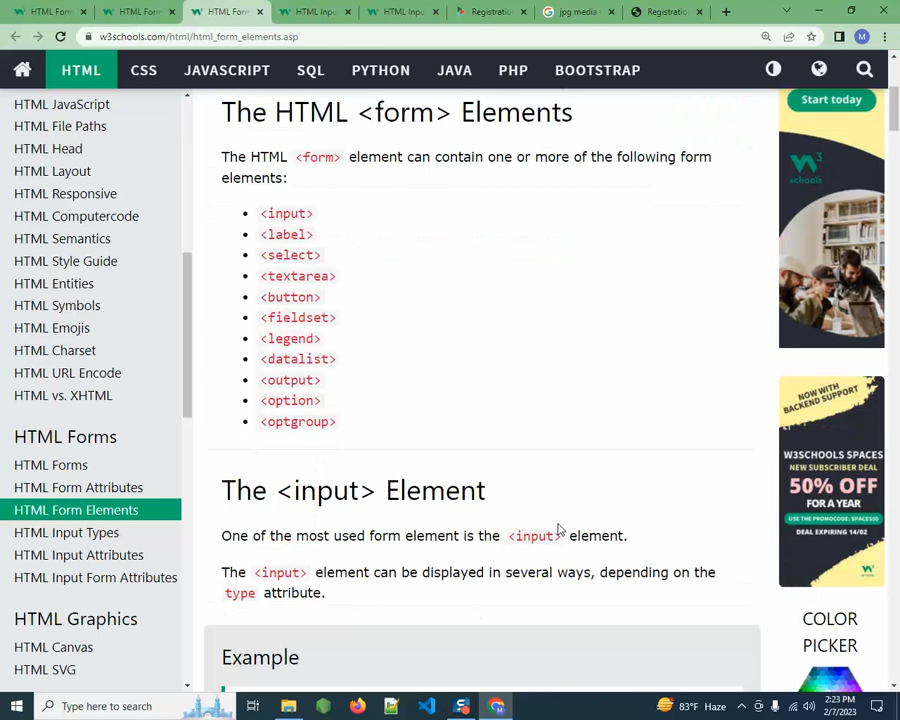 HTML Form
HTML Form
HTML Form
HTML Inpu
HTML Inpu
Registratio
jpg media
Registratio
w3schools.com/html/html_form_elements.asp
M
HTML
CSS
JAVASCRIPT
SQL
PYTHON
JAVA
PHP
BOOTSTRAP
HTML JavaScript
HTML File Paths
HTML Head
HTML Layout
HTML Responsive
HTML Computercode
HTML Semantics
HTML Style Guide
HTML Entities
HTML Symbols
HTML Emojis
HTML Charset
HTML URL Encode
HTML vs. XHTML
HTML Forms
HTML Forms
HTML Form Attributes
HTML Form Elements
HTML Input Types
HTML Input Attributes
HTML Input Form Attributes
HTML Graphics
HTML Canvas
HTML SVG
The HTML <form> Elements
The HTML <form> element can contain one or more of the following form
elements:
<input>
<label>
<select>
<textarea>
<button>
<fieldset>
<legend>
<datalist>
<output>
<option>
<optgroup>
The <input> Element
One of the most used form element is the <input> element.
The <input> element can be displayed in several ways, depending on the
type attribute.
Example
Start today
W3
schools
NOW WITH
BACKEND SUPPORT
W3SCHOOLS SPACES
NEW SUBSCRIBER DEAL
50% OFF
FOR A YEAR
USE THE PROMOCODE: SPACES50
DEAL EXPIRING 14/02
COLOR
PICKER
Type here to search
83°F Haze
2:23 PM
2/7/2023